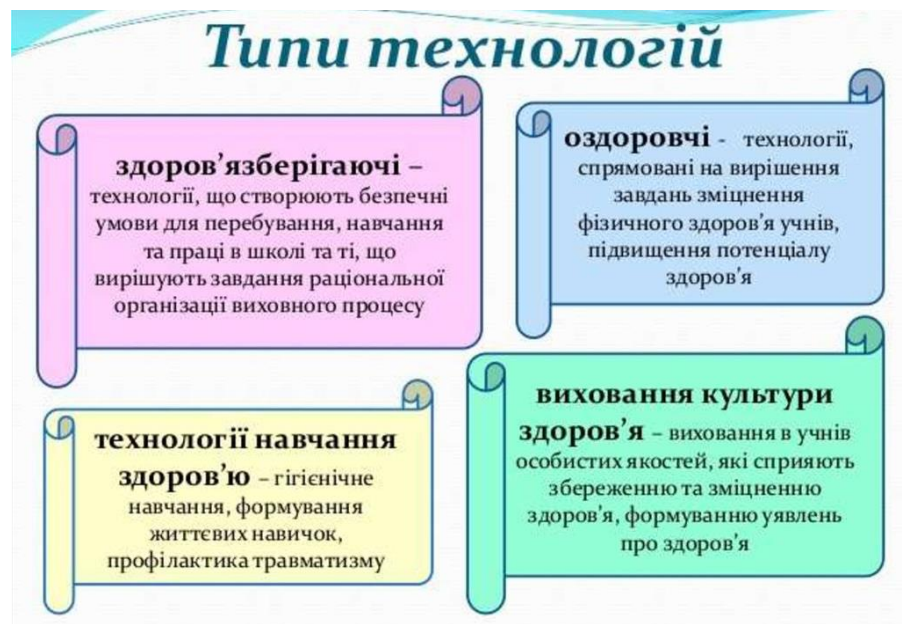 Типи технологій
здоров’язберігаючі –
технології, що створюють безпечні
умови для перебування, навчання
та праці в школі та ті, що
вирішують завдання раціональної
організації виховного процесу
оздоровчі - технології,
спрямовані на вирішення
завдань зміцнення
фізичного здоров’я учнів,
підвищення потенціалу
здоров’я
технології навчання
здоров’ю – гігієнічне
навчання, формування
життєвих навичок,
профілактика травматизму
виховання культури
здоров’я – виховання в учнів
особистих якостей, які сприяють
збереженню та зміцненню
здоров’я, формуванню уявлень
про здоров’я